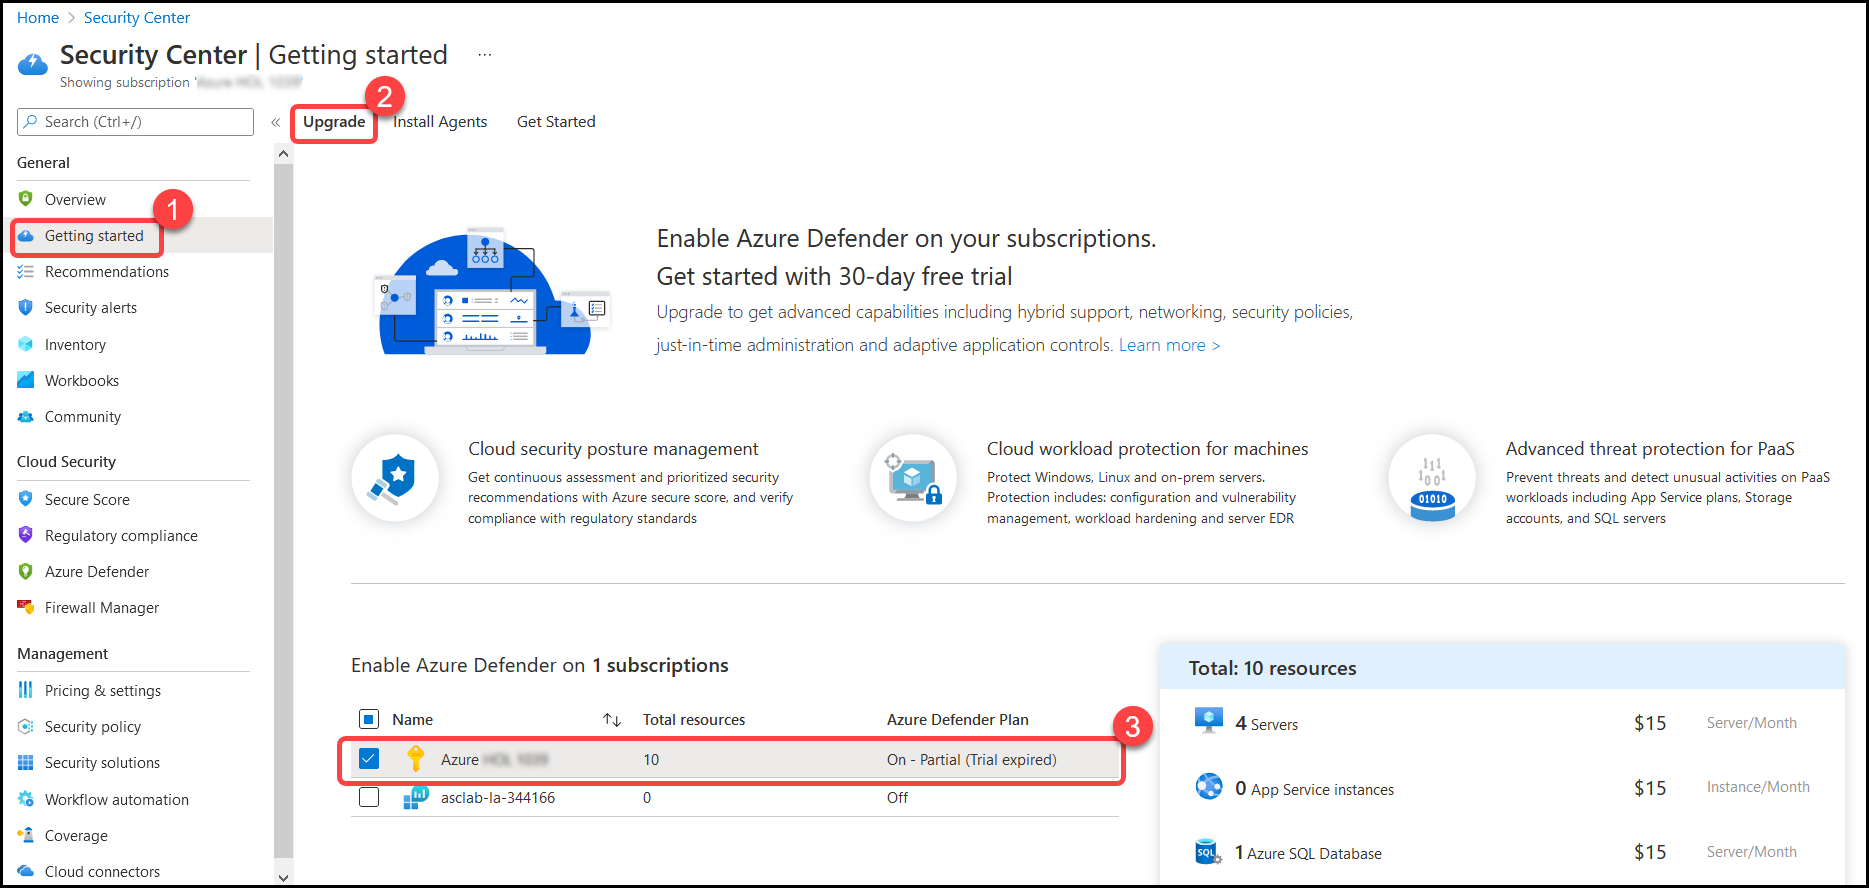 Home > Security Center
Security Center | Getting started ...
Showing subscription '
Search (Ctrl+/)
«
General
Overview
1
Getting started
Recommendations
Security alerts
Inventory
Workbooks
Community
Cloud Security
Secure Score
Regulatory compliance
Azure Defender
Firewall Manager
Management
Pricing & settings
Security policy
Security solutions
Workflow automation
Coverage
Cloud connectors
2
Upgrade Install Agents Get Started
Enable Azure Defender on your subscriptions.
Get started with 30-day free trial
Upgrade to get advanced capabilities including hybrid support, networking, security policies,
just-in-time administration and adaptive application controls. Learn more >
Cloud security posture management
Get continuous assessment and prioritized security
recommendations with Azure secure score, and verify
compliance with regulatory standards
Cloud workload protection for machines
Protect Windows, Linux and on-prem servers.
Protection includes: configuration and vulnerability
management, workload hardening and server EDR
Advanced threat protection for PaaS
Prevent threats and detect unusual activities on PaaS
workloads including App Service plans, Storage
accounts, and SQL servers
Enable Azure Defender on 1 subscriptions
Name Total resources Azure Defender Plan
3
Azure 10 On - Partial (Trial expired)
asclab-la-344166 0 Off
Total: 10 resources
4 Servers $15 Server/Month
0 App Service instances $15 Instance/Month
SQL 1 Azure SQL Database $15 Server/Month